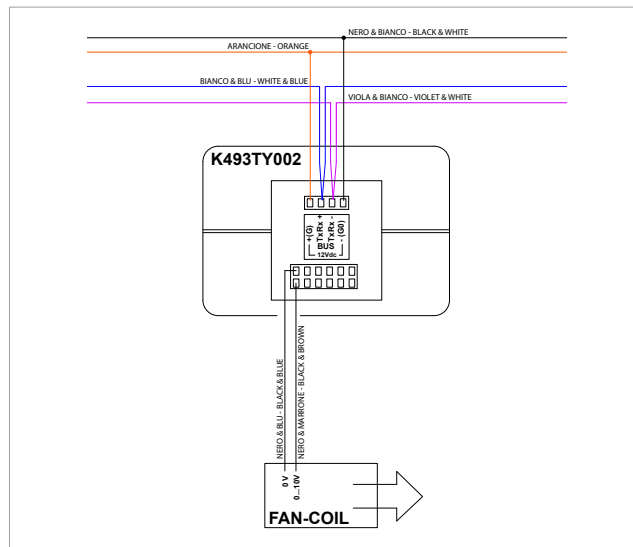 NERO & BIANCO - BLACK & WHITE
ARANCIONE - ORANGE
BIANCO & BLU - WHITE & BLUE
VIOLA & BIANCO - VIOLET & WHITE
K493TY002
+(G)
TxRx +
TxRx -
- (G0)
BUS
12Vdc
NERO & BLU - BLACK & BLUE
NERO & MARRONE - BLACK & BROWN
0 V
0...10V
FAN-COIL